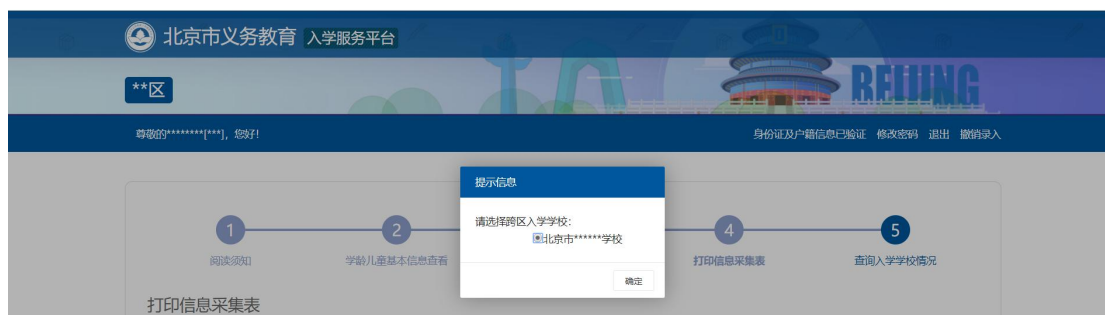 北京市义务教育 入学服务平台
**区
BEIJING
尊敬的********[***]，您好!
身份证及户籍信息已验证 修改密码 退出 撤销录入
提示信息
请选择跨区入学学校：
北京市******学校
确定
1
2
4
5
阅读须知
学龄儿童基本信息查看
打印信息采集表
查询入学学校情况
打印信息采集表